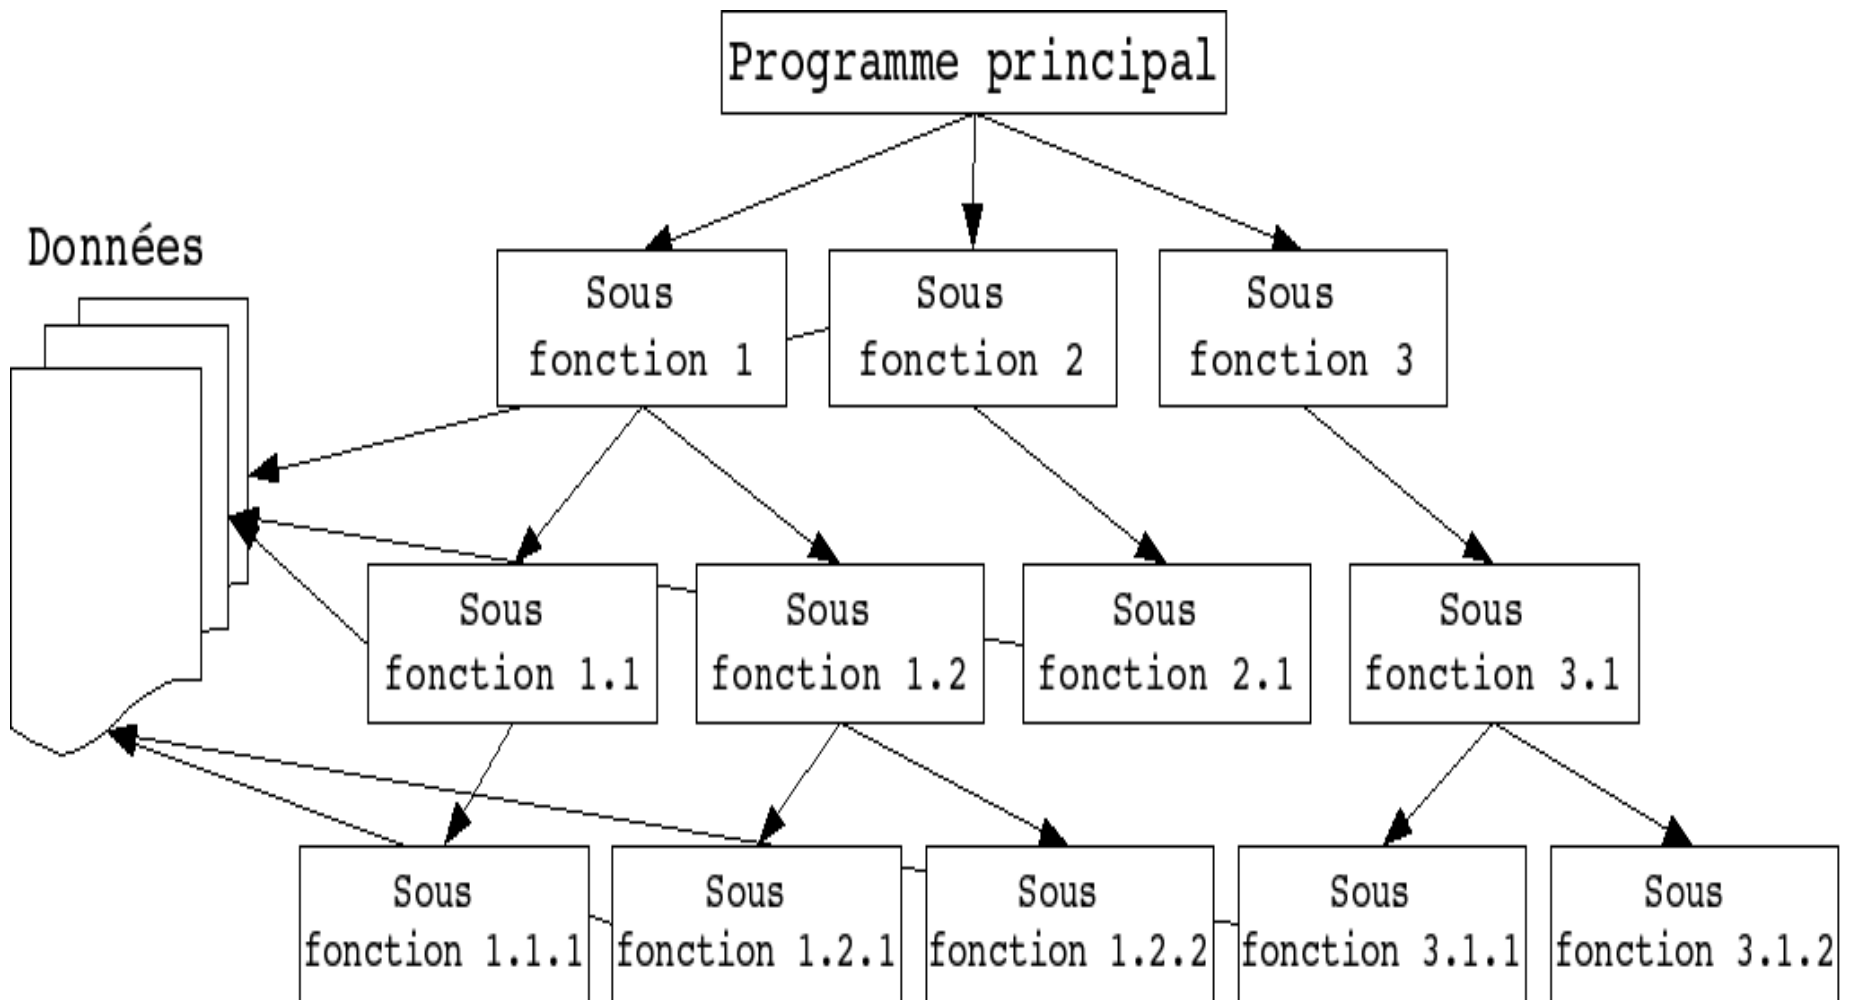 Programme principal
Données
Sous
fonction 1
Sous
fonction 2
Sous
fonction 3
Sous
fonction 1.1
Sous
fonction 1.2
Sous
fonction 2.1
Sous
fonction 3.1
Sous
fonction 1.1.1
Sous
fonction 1.2.1
Sous
fonction 1.2.2
Sous
fonction 3.1.1
Sous
fonction 3.1.2